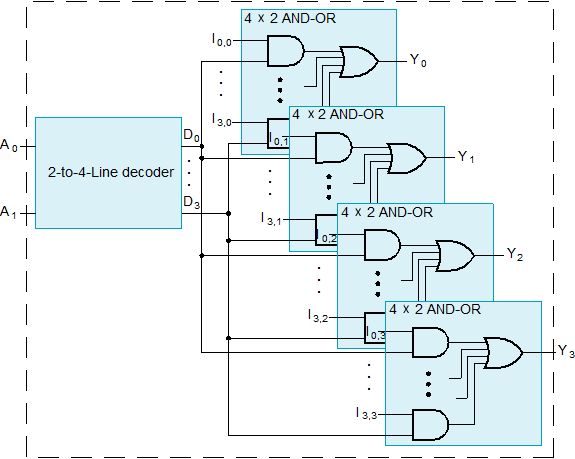 4 x 2 AND-OR
I0,0
Y0
I3,0
4 x 2 AND-OR
D0
I0,1
A0
2-to-4-Line decoder
Y1
D3
A1
I3,1
4 x 2 AND-OR
I0,2
Y2
4 x 2 AND-OR
I3,2
I0,3
Y3
I3,3